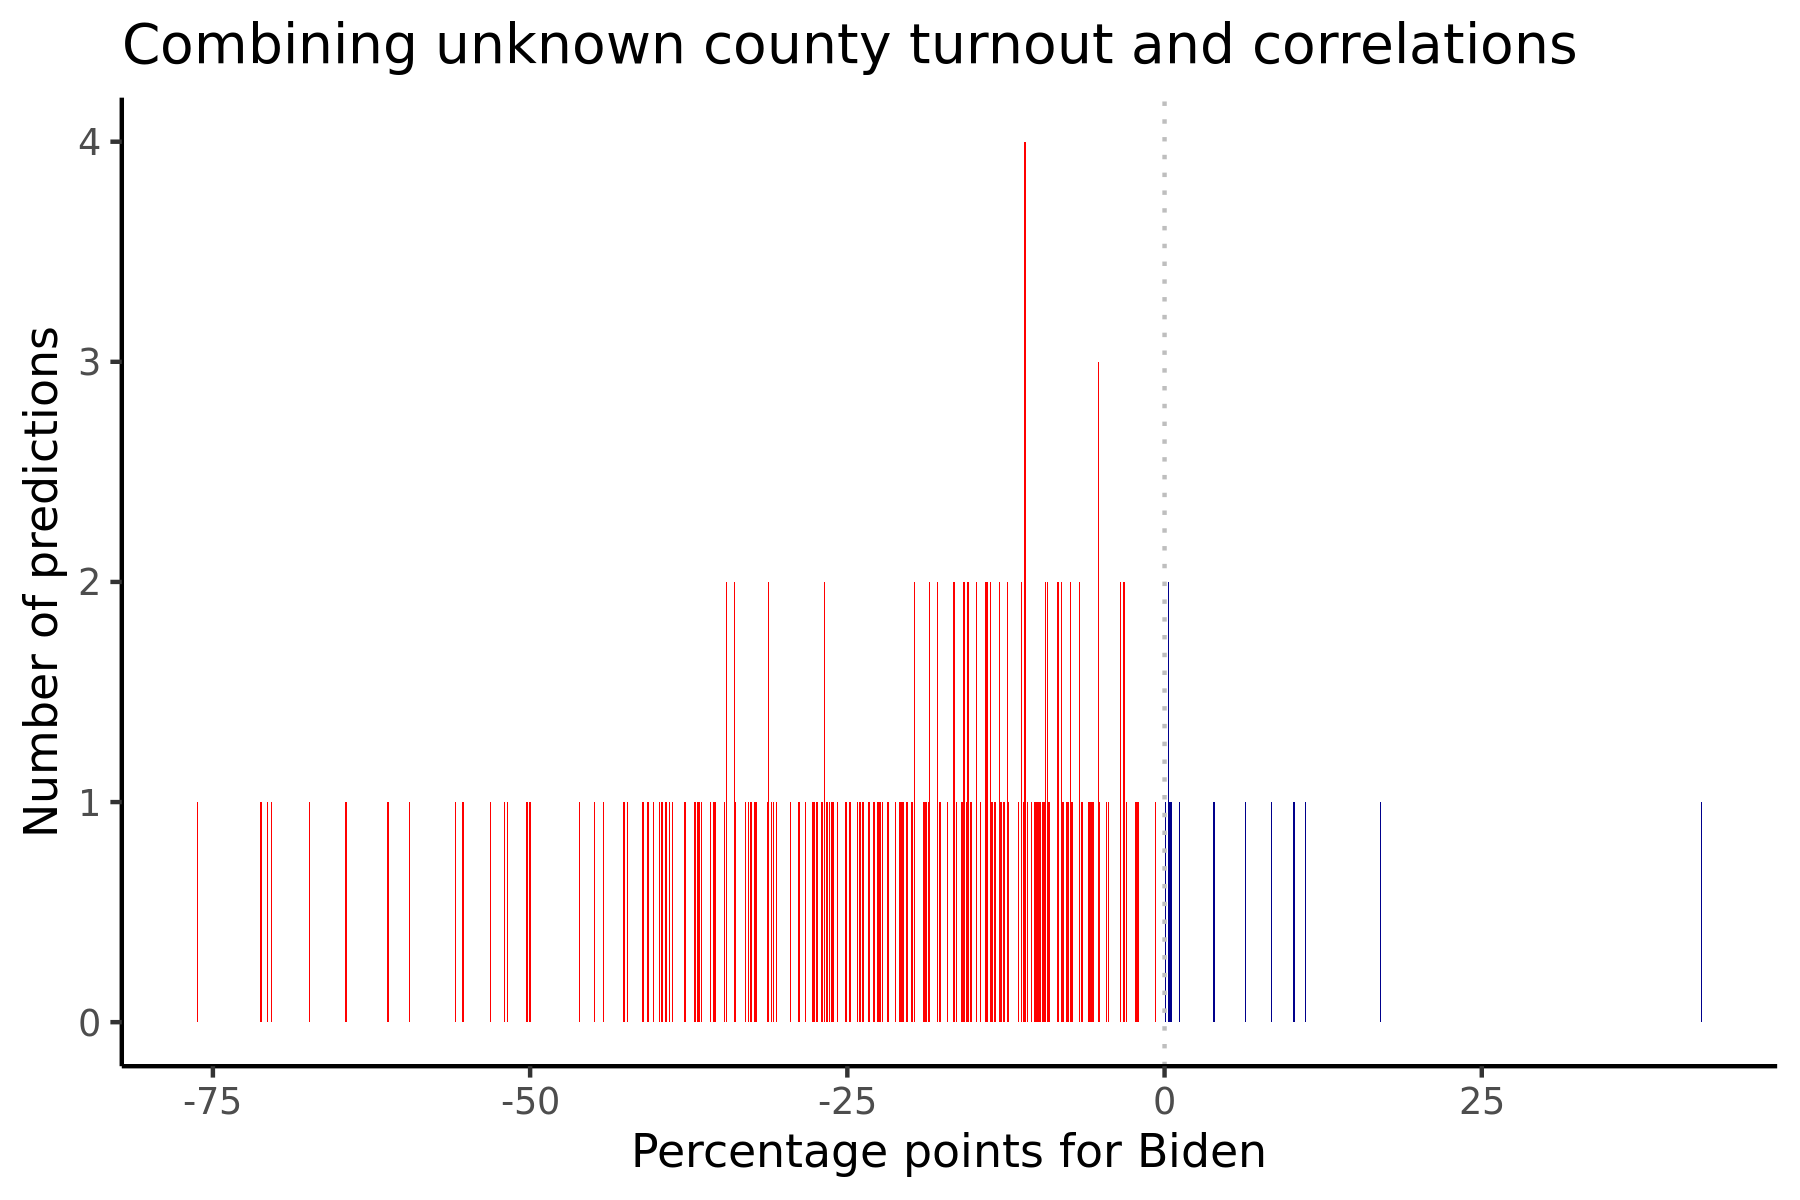 Combining unknown county turnout and correlations
Number of predictions
4
3
2
1
0
-75 -50 -25 0 25
Percentage points for Biden